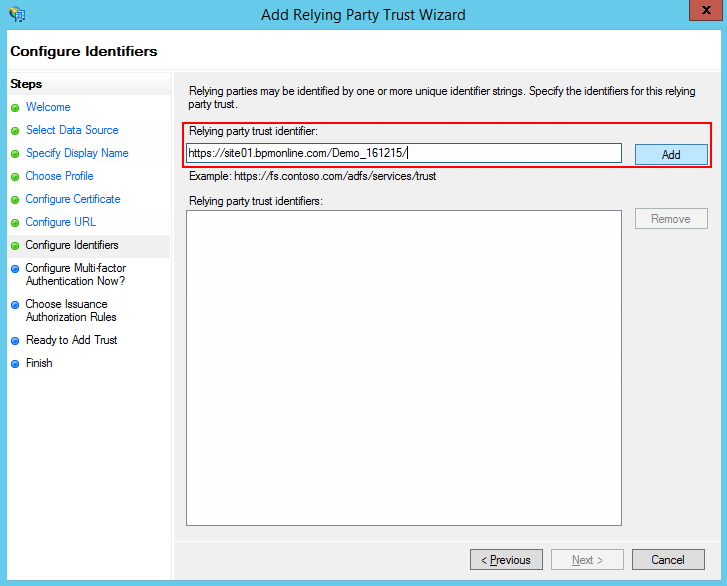 Add Relying Party Trust Wizard
x
Configure Identifiers
Steps
Welcome
Select Data Source
Specify Display Name
Choose Profile
Configure Certificate
Configure URL
Configure Identifiers
Configure Multi-factor
Authentication Now?
Choose Issuance
Authorization Rules
Ready to Add Trust
Finish
Relying parties may be identified by one or more unique identifier strings. Specify the identifiers for this relying
party trust.
Relying party trust identifier:
https://site01.bpmonline.com/Demo_161215/
Add
Example: https://fs.contoso.com/adfs/services/trust
Relying party trust identifiers:
Remove
< Previous
Next >
Cancel